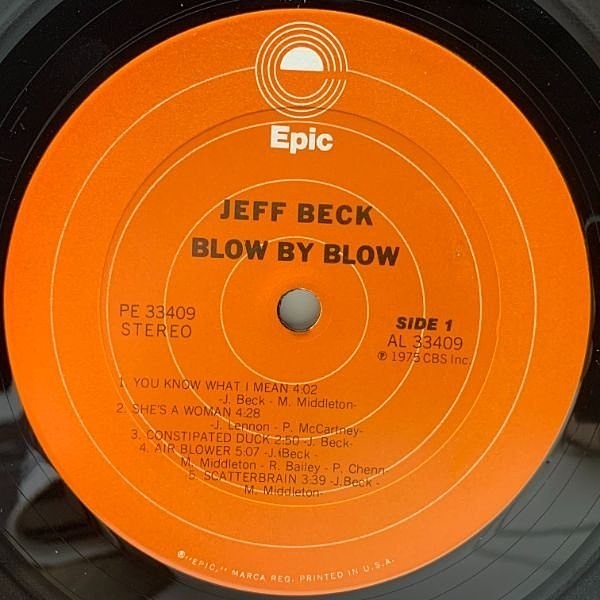 Epic
JEFF BECK
BLOW BY BLOW
PE 33409
STEREO
SIDE 1
AL 33409
℗ 1975 CBS Inc.
1. YOU KNOW WHAT I MEAN 4:02
-J. Beck - M. Middleton-
2. SHE'S A WOMAN 4:28
-J. Lennon - P. McCartney-
3. CONSTIPATED DUCK 2:50 -J. Beck-
4. AIR BLOWER 5:07 -J. Beck -
M. Middleton - R. Bailey - P. Chenn-
5. SCATTERBRAIN 3:39 -J. Beck -
M. Middleton-
®"EPIC," MARCA REG. PRINTED IN U.S.A.